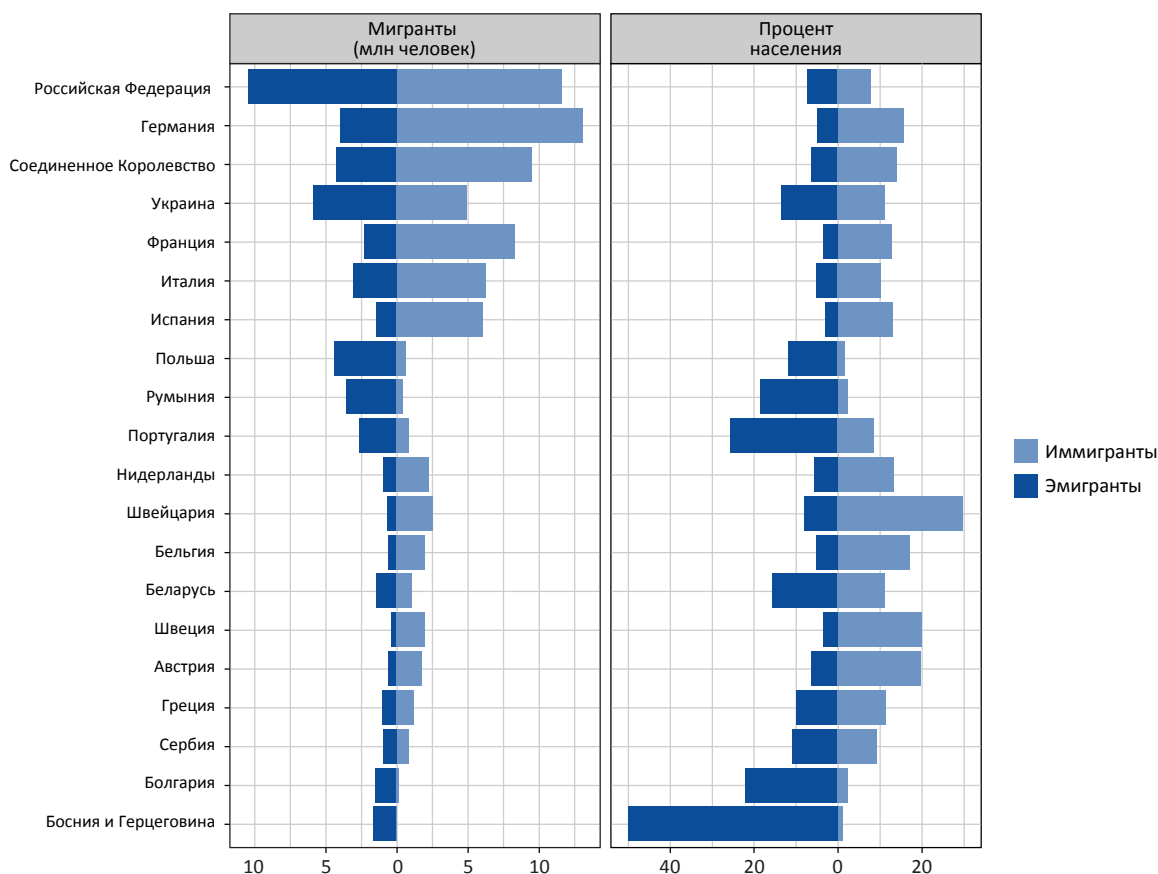 Мигранты
(млн человек)
Процент
населения
Российская Федерация
Германия
Соединенное Королевство
Украина
Франция
Италия
Испания
Польша
Румыния
Португалия
Нидерланды
Швейцария
Бельгия
Беларусь
Швеция
Австрия
Греция
Сербия
Болгария
Босния и Герцеговина
Иммигранты
Эмигранты
10 5 0 5 10
40 20 0 20